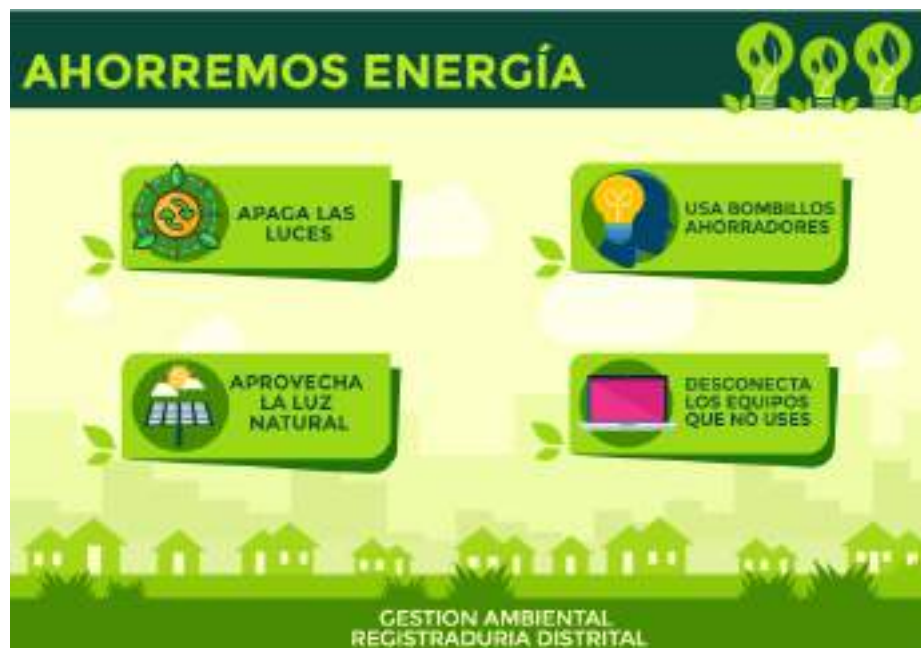 AHORREMOS ENERGÍA
APAGA LAS
LUCES
USA BOMBILLOS
AHORRADORES
APROVECHA
LA LUZ
NATURAL
DESCONECTA
LOS EQUIPOS
QUE NO USES
GESTION AMBIENTAL
REGISTRADURIA DISTRITAL